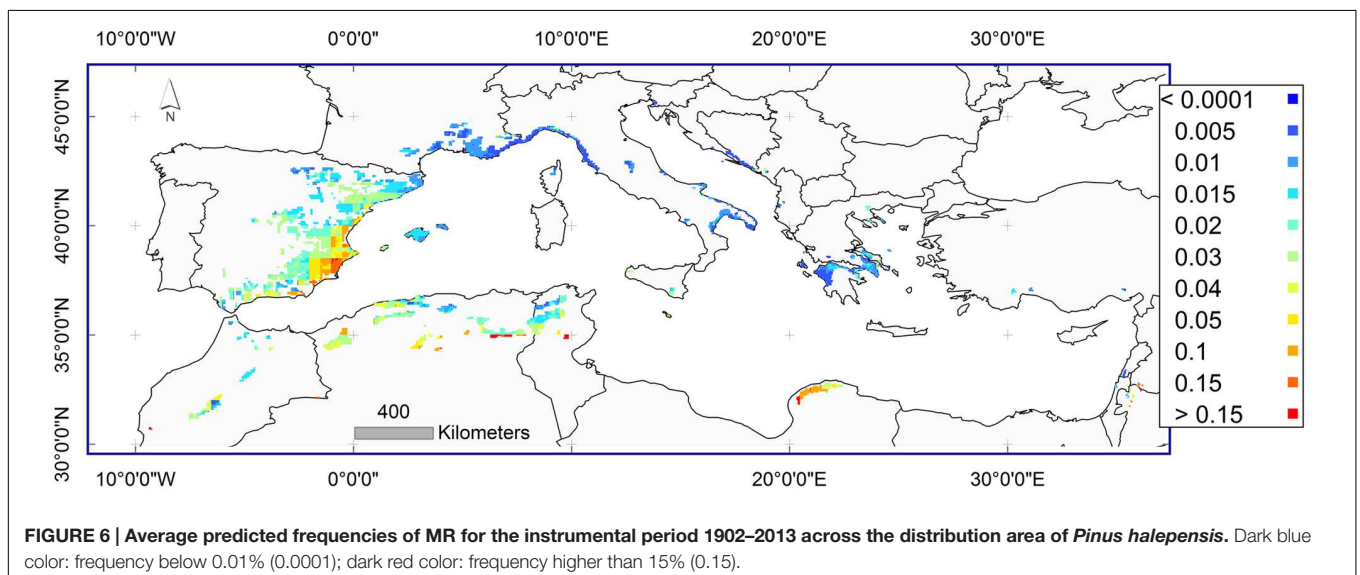 10°0'0"W 0°0'0" 10°0'0"E 20°0'0"E 30°0'0"E
45°0'0"N
40°0'0"N
35°0'0"N
30°0'0"N
N
< 0.0001
0.005
0.01
0.015
0.02
0.03
0.04
0.05
0.1
0.15
> 0.15
400
Kilometers
10°0'0"W 0°0'0" 10°0'0"E 20°0'0"E 30°0'0"E
FIGURE 6 | Average predicted frequencies of MR for the instrumental period 1902–2013 across the distribution area of Pinus halepensis. Dark blue
color: frequency below 0.01% (0.0001); dark red color: frequency higher than 15% (0.15).